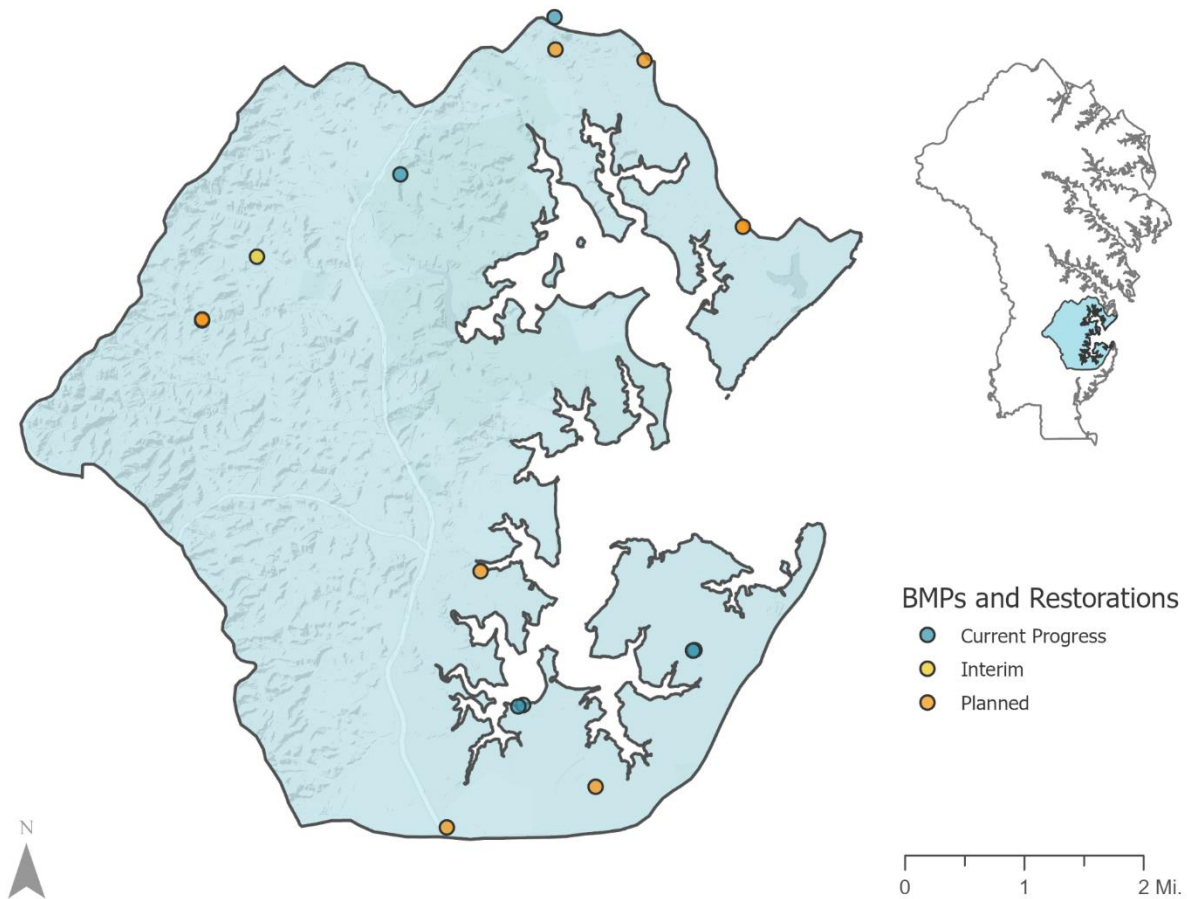 BMPs and Restorations
Current Progress
Interim
Planned
N
0 1 2 Mi.